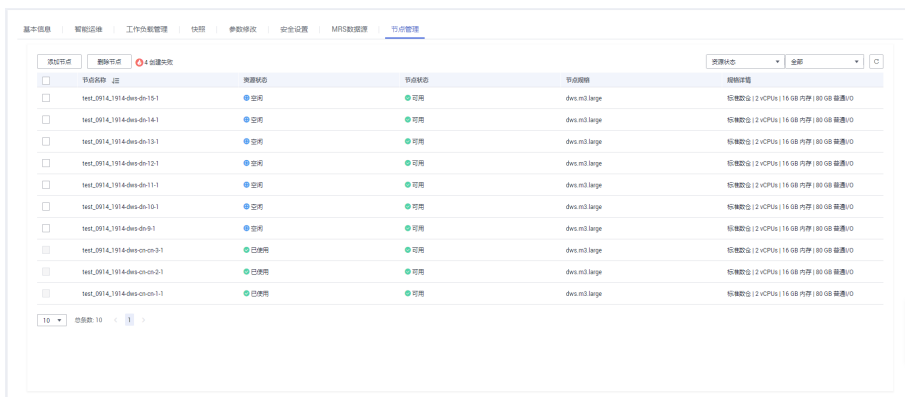 基本信息 智能运维 工作负载管理 快照 参数修改 安全设置 MRS数据源 节点管理
添加节点 删除节点 4 创建失败 资源状态 全部
节点名称 资源状态 节点状态 节点规格 规格详情
test_0914_1914-dws-dn-15-1 空闲 可用 dws.m3.large 标准数仓 | 2 vCPUs | 16 GB 内存 | 80 GB 普通I/O
test_0914_1914-dws-dn-14-1 空闲 可用 dws.m3.large 标准数仓 | 2 vCPUs | 16 GB 内存 | 80 GB 普通I/O
test_0914_1914-dws-dn-13-1 空闲 可用 dws.m3.large 标准数仓 | 2 vCPUs | 16 GB 内存 | 80 GB 普通I/O
test_0914_1914-dws-dn-12-1 空闲 可用 dws.m3.large 标准数仓 | 2 vCPUs | 16 GB 内存 | 80 GB 普通I/O
test_0914_1914-dws-dn-11-1 空闲 可用 dws.m3.large 标准数仓 | 2 vCPUs | 16 GB 内存 | 80 GB 普通I/O
test_0914_1914-dws-dn-10-1 空闲 可用 dws.m3.large 标准数仓 | 2 vCPUs | 16 GB 内存 | 80 GB 普通I/O
test_0914_1914-dws-dn-9-1 空闲 可用 dws.m3.large 标准数仓 | 2 vCPUs | 16 GB 内存 | 80 GB 普通I/O
test_0914_1914-dws-cn-cn-3-1 已使用 可用 dws.m3.large 标准数仓 | 2 vCPUs | 16 GB 内存 | 80 GB 普通I/O
test_0914_1914-dws-cn-cn-2-1 已使用 可用 dws.m3.large 标准数仓 | 2 vCPUs | 16 GB 内存 | 80 GB 普通I/O
test_0914_1914-dws-cn-cn-1-1 已使用 可用 dws.m3.large 标准数仓 | 2 vCPUs | 16 GB 内存 | 80 GB 普通I/O
10 总条数: 10 < 1 >